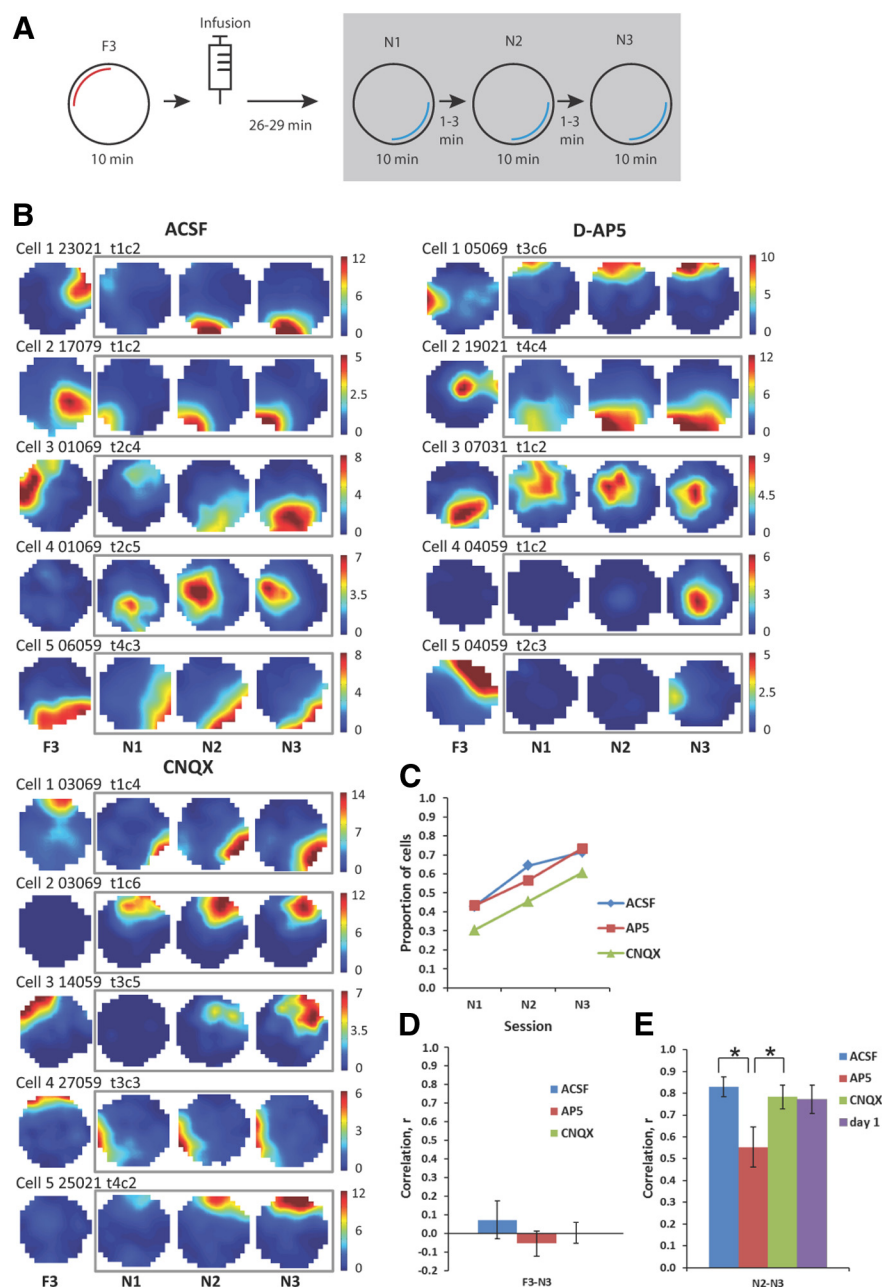 A
F3
Infusion
N1
N2
N3
26-29 min
1-3
min
1-3
min
10 min
10 min
10 min
10 min
B
ACSF
Cell 1 23021 t1c2
12
6
0
Cell 2 17079 t1c2
5
2.5
0
Cell 3 01069 t2c4
8
4
0
Cell 4 01069 t2c5
7
3.5
0
Cell 5 06059 t4c3
8
4
0
F3 N1 N2 N3
D-AP5
Cell 1 05069 t3c6
10
5
0
Cell 2 19021 t4c4
12
6
0
Cell 3 07031 t1c2
9
4.5
0
Cell 4 04059 t1c2
6
3
0
Cell 5 04059 t2c3
5
2.5
0
F3 N1 N2 N3
CNQX
Cell 1 03069 t1c4
14
7
0
Cell 2 03069 t1c6
12
6
0
Cell 3 14059 t3c5
7
3.5
0
Cell 4 27059 t3c3
6
3
0
Cell 5 25021 t4c2
12
6
0
F3 N1 N2 N3
C
Proportion of cells
1.0
0.9
0.8
0.7
0.6
0.5
0.4
0.3
0.2
0.1
0.0
N1 N2 N3
Session
ACSF
AP5
CNQX
D
Correlation, r
1.0
0.9
0.8
0.7
0.6
0.5
0.4
0.3
0.2
0.1
0.0
-0.1
-0.2
F3-N3
ACSF
AP5
CNQX
E
Correlation, r
1.0
0.9
0.8
0.7
0.6
0.5
0.4
0.3
0.2
0.1
0.0
* *
N2-N3
ACSF
AP5
CNQX
day 1